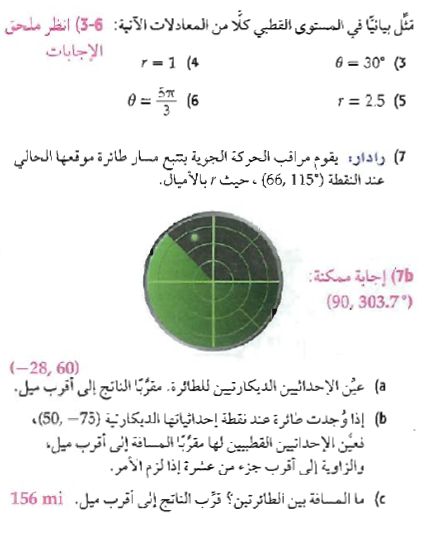 مَثِّل بيانيًّا في المستوى القطبي كلًّا من المعادلات الآتية: 3-6) انظر ملحق الإجابات
3) θ = 30° 4) r = 1
5) r = 2.5 6) θ = 5π/3
7) رادار: يقوم مراقب الحركة الجوية بتتبع مسار طائرة موقعها الحالي
عند النقطة (66, 115°) ، حيث r بالأميال.
7b) إجابة ممكنة:
(90, 303.7°)
(−28, 60)
a) عيِّن الإحداثيين الديكارتيين للطائرة. مقرِّبًا الناتج إلى أقرب ميل.
b) إذا وُجدت طائرة عند نقطة إحداثياتها الديكارتية (50, −75)،
فعيِّن الإحداثيين القطبيين لها مقرِّبًا المسافة إلى أقرب ميل،
والزاوية إلى أقرب جزء من عشرة إذا لزم الأمر.
c) ما المسافة بين الطائرتين؟ قرِّب الناتج إلى أقرب ميل. 156 mi